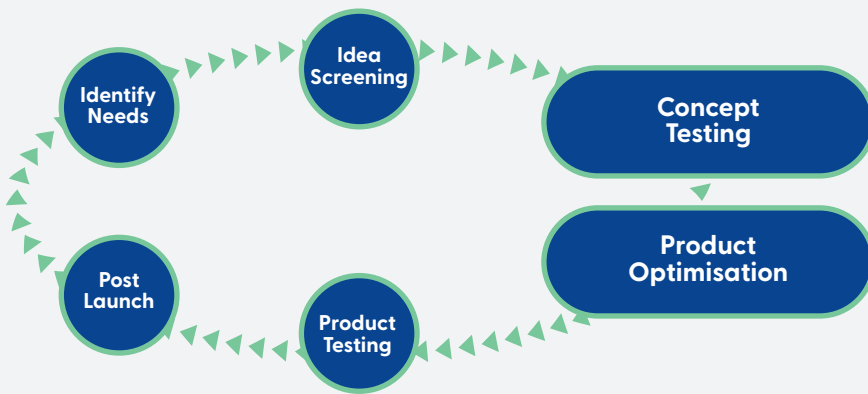 Identify
Needs
Idea
Screening
Concept
Testing
Product
Optimisation
Product
Testing
Post
Launch